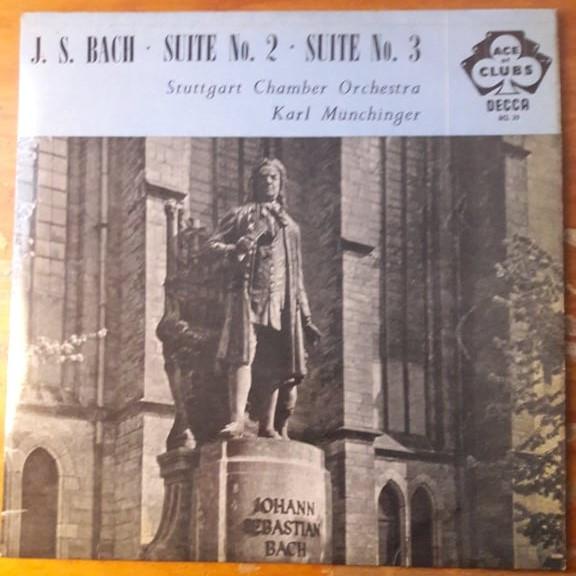 J. S. BACH · SUITE No. 2 · SUITE No. 3
Stuttgart Chamber Orchestra
Karl Münchinger
ACE
of
CLUBS
DECCA
JOHANN
SEBASTIAN
BACH